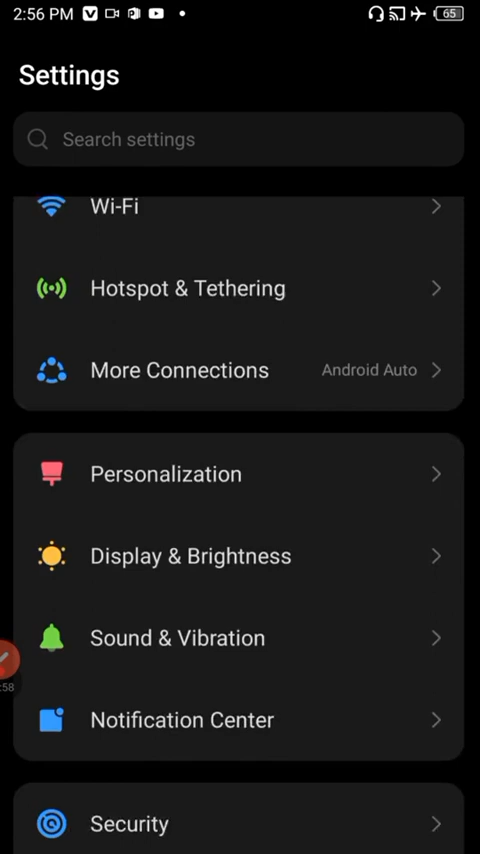 2:56 PM
65
Settings
Search settings
Wi-Fi
Hotspot & Tethering
More Connections Android Auto
Personalization
Display & Brightness
Sound & Vibration
:58
Notification Center
Security